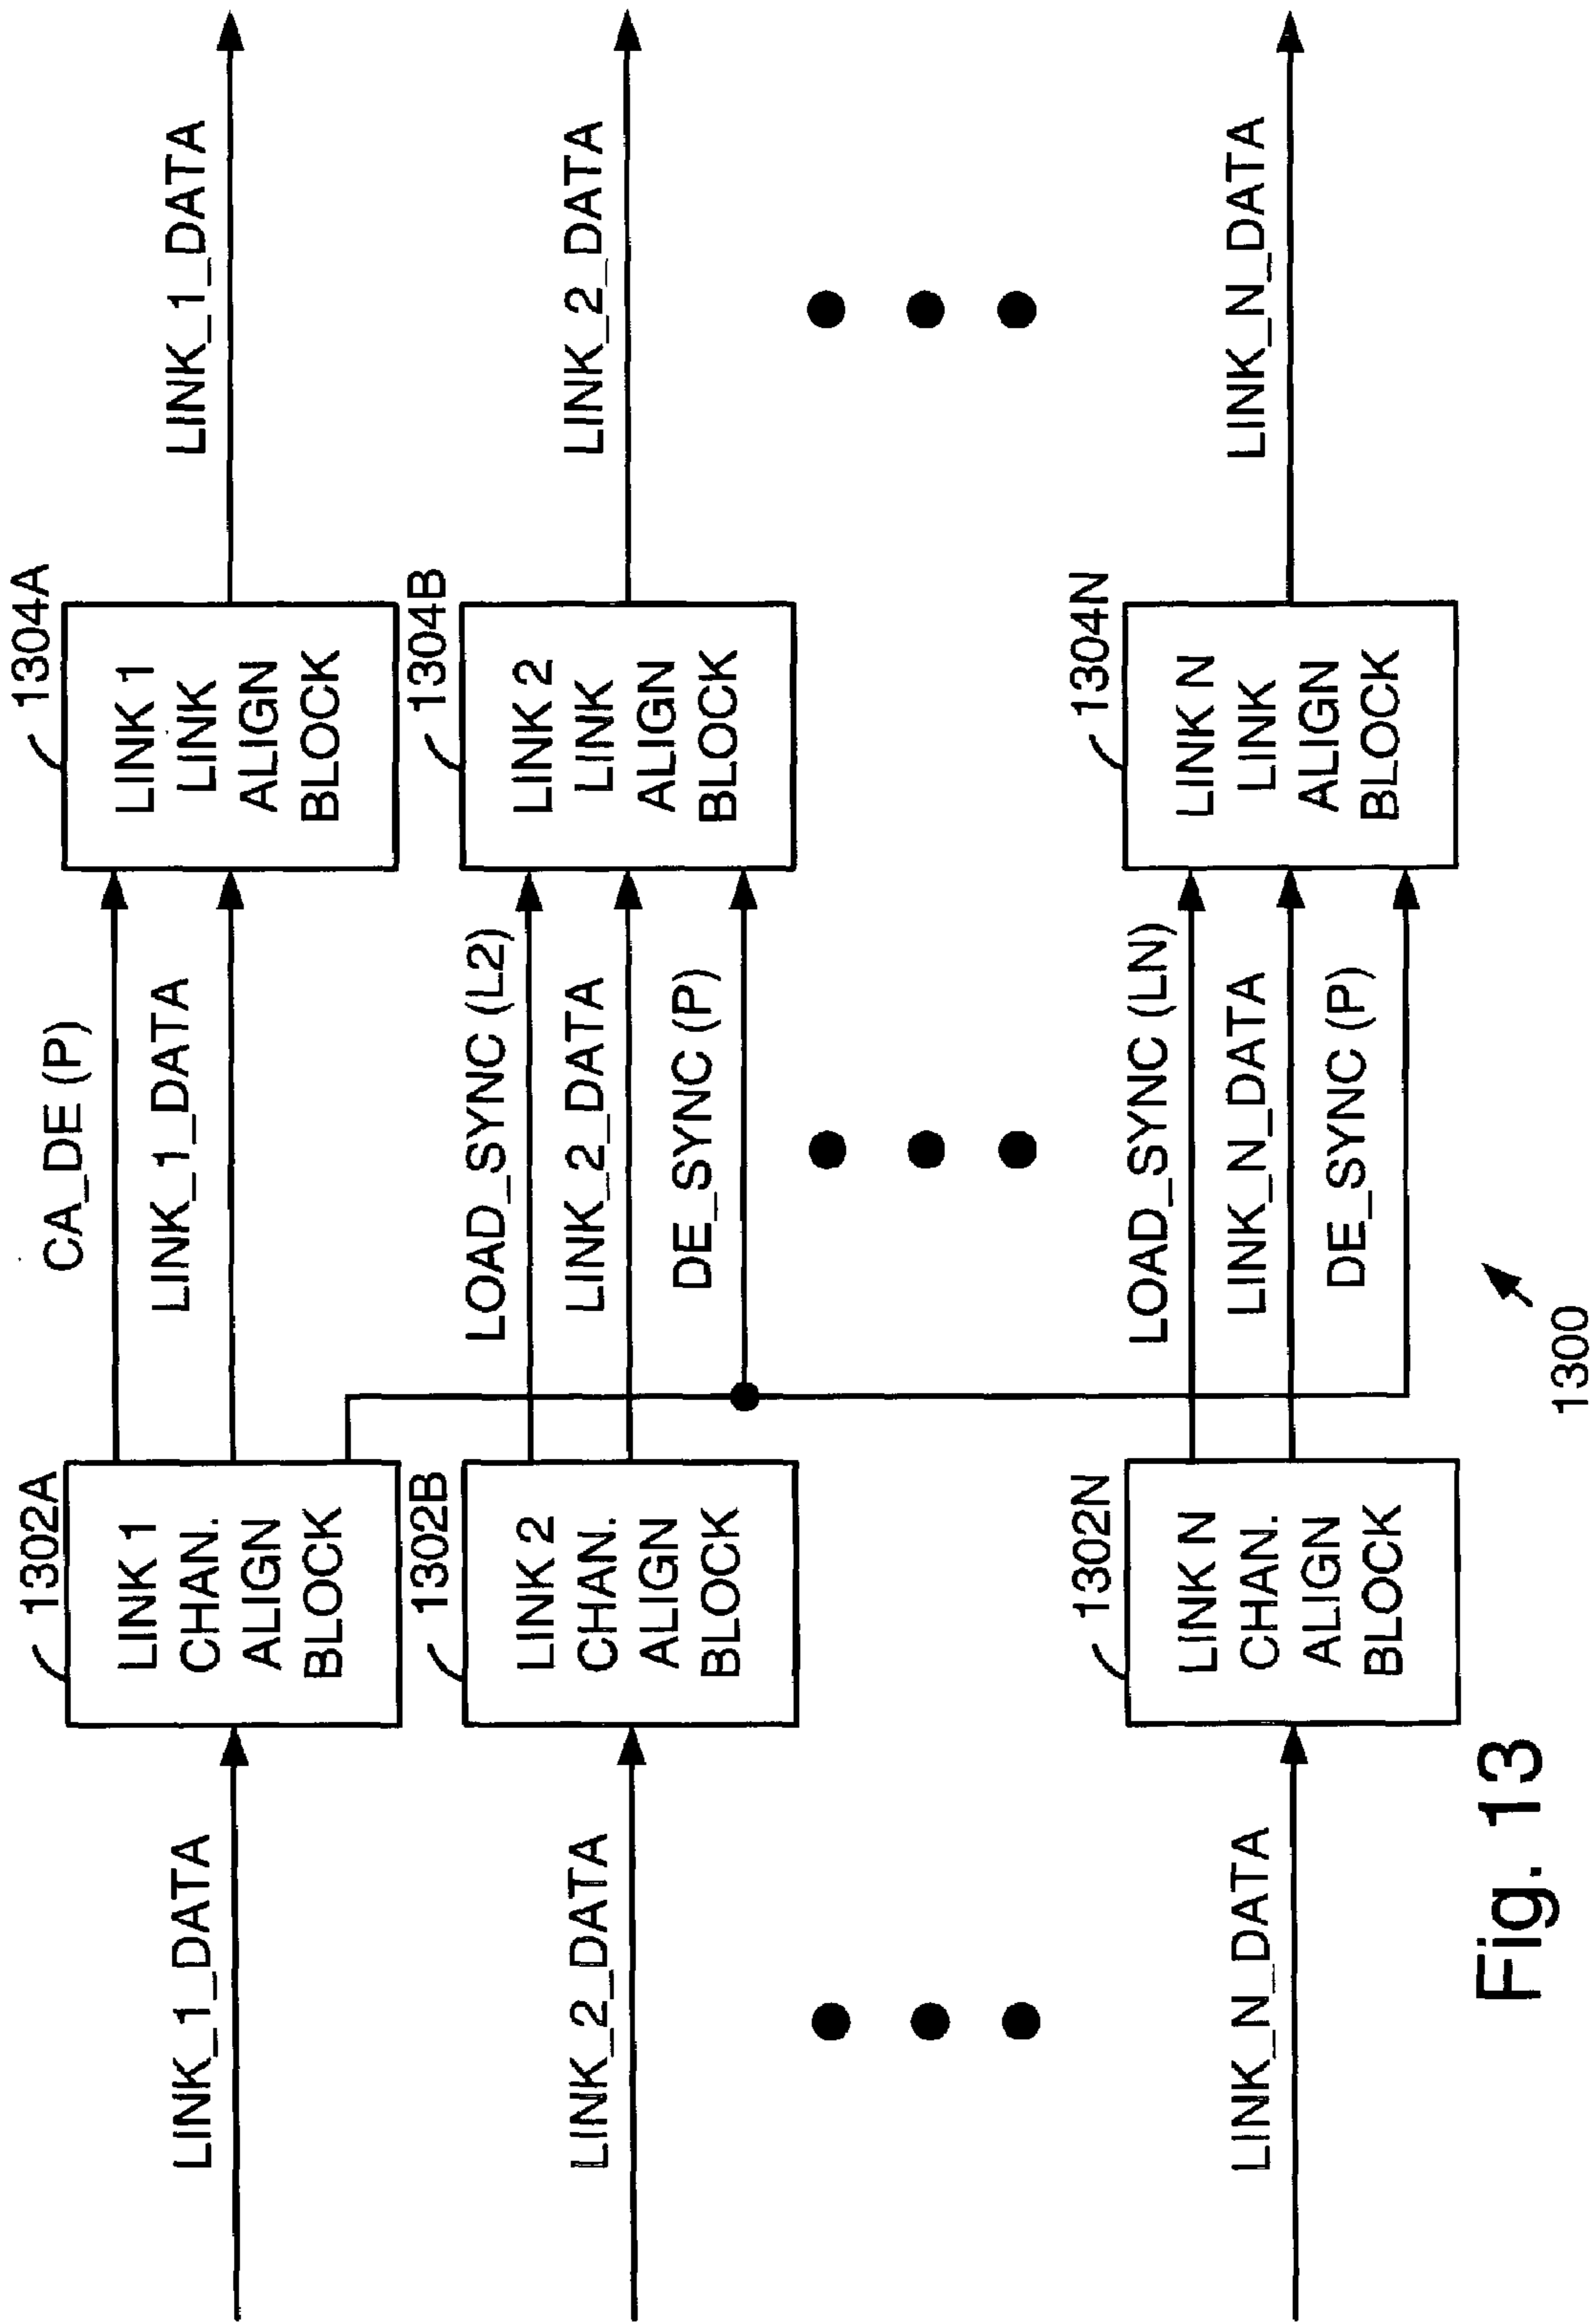 LINK_1_DATA
1302A
LINK 1
CHAN.
ALIGN
BLOCK
CA_DE (P)
LINK_1_DATA
1304A
LINK 1
LINK
ALIGN
BLOCK
LINK_1_DATA
LINK_2_DATA
1302B
LINK 2
CHAN.
ALIGN
BLOCK
LOAD_SYNC (L2)
LINK_2_DATA
DE_SYNC (P)
1304B
LINK 2
LINK
ALIGN
BLOCK
LINK_2_DATA
LINK_N_DATA
1302N
LINK N
CHAN.
ALIGN
BLOCK
LOAD_SYNC (LN)
LINK_N_DATA
DE_SYNC (P)
1304N
LINK N
LINK
ALIGN
BLOCK
LINK_N_DATA
Fig. 13
1300